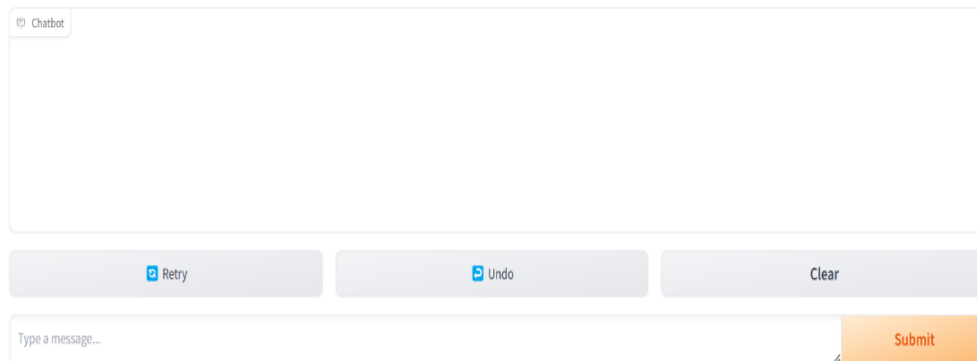 Chatbot
Retry
Undo
Clear
Type a message...
Submit